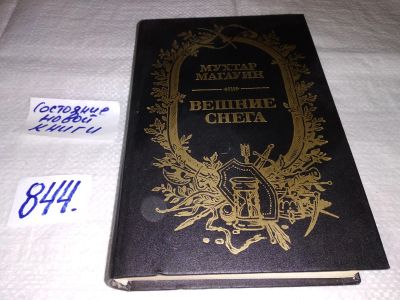 Состояние
новой
книги
844.
МУХТАР
МАГАУИН
ВЕШНИЕ
СНЕГА